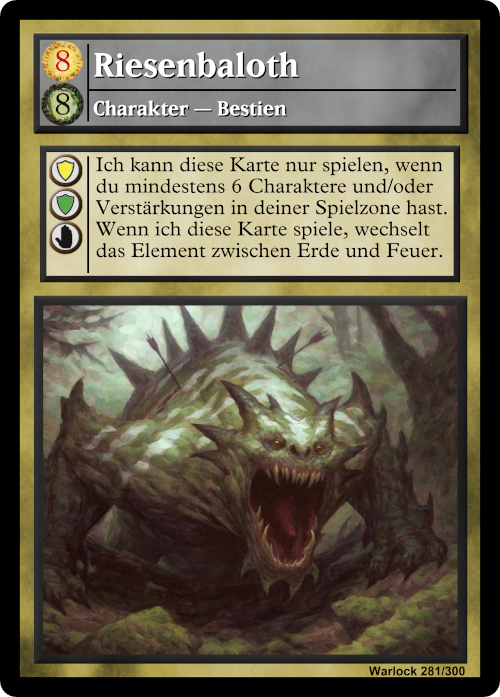 8 Riesenbaloth
8 Charakter — Bestien
Ich kann diese Karte nur spielen, wenn
du mindestens 6 Charaktere und/oder
Verstärkungen in deiner Spielzone hast.
Wenn ich diese Karte spiele, wechselt
das Element zwischen Erde und Feuer.
Warlock 281/300